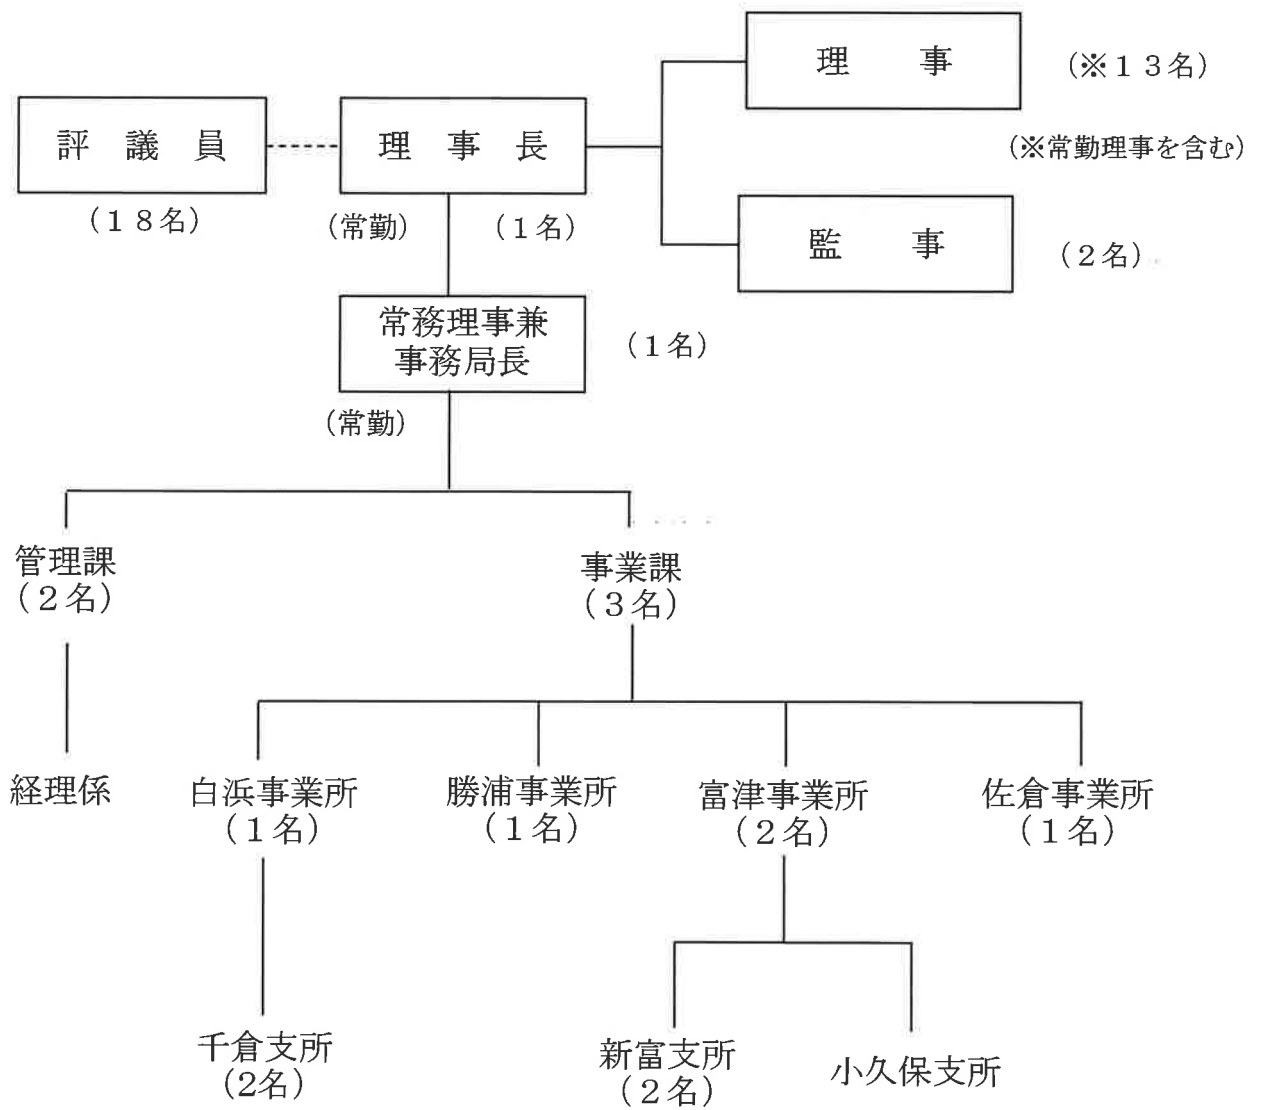 理　事
（※１３名）
評 議 員
理 事 長
（※常勤理事を含む）
（１８名）
（常勤）
（１名）
監　事
（２名）
常務理事兼
事務局長
（１名）
（常勤）
管理課
（２名）
事業課
（３名）
経理係
白浜事業所
（１名）
勝浦事業所
（１名）
富津事業所
（２名）
佐倉事業所
（１名）
千倉支所
(2名)
新富支所
（２名）
小久保支所